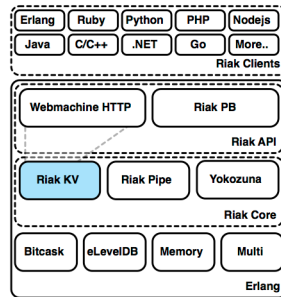 Erlang Ruby Python PHP Nodejs
Java C/C++ .NET Go More..
Riak Clients
Webmachine HTTP Riak PB
Riak API
Riak KV Riak Pipe Yokozuna
Riak Core
Bitcask eLevelDB Memory Multi
Erlang